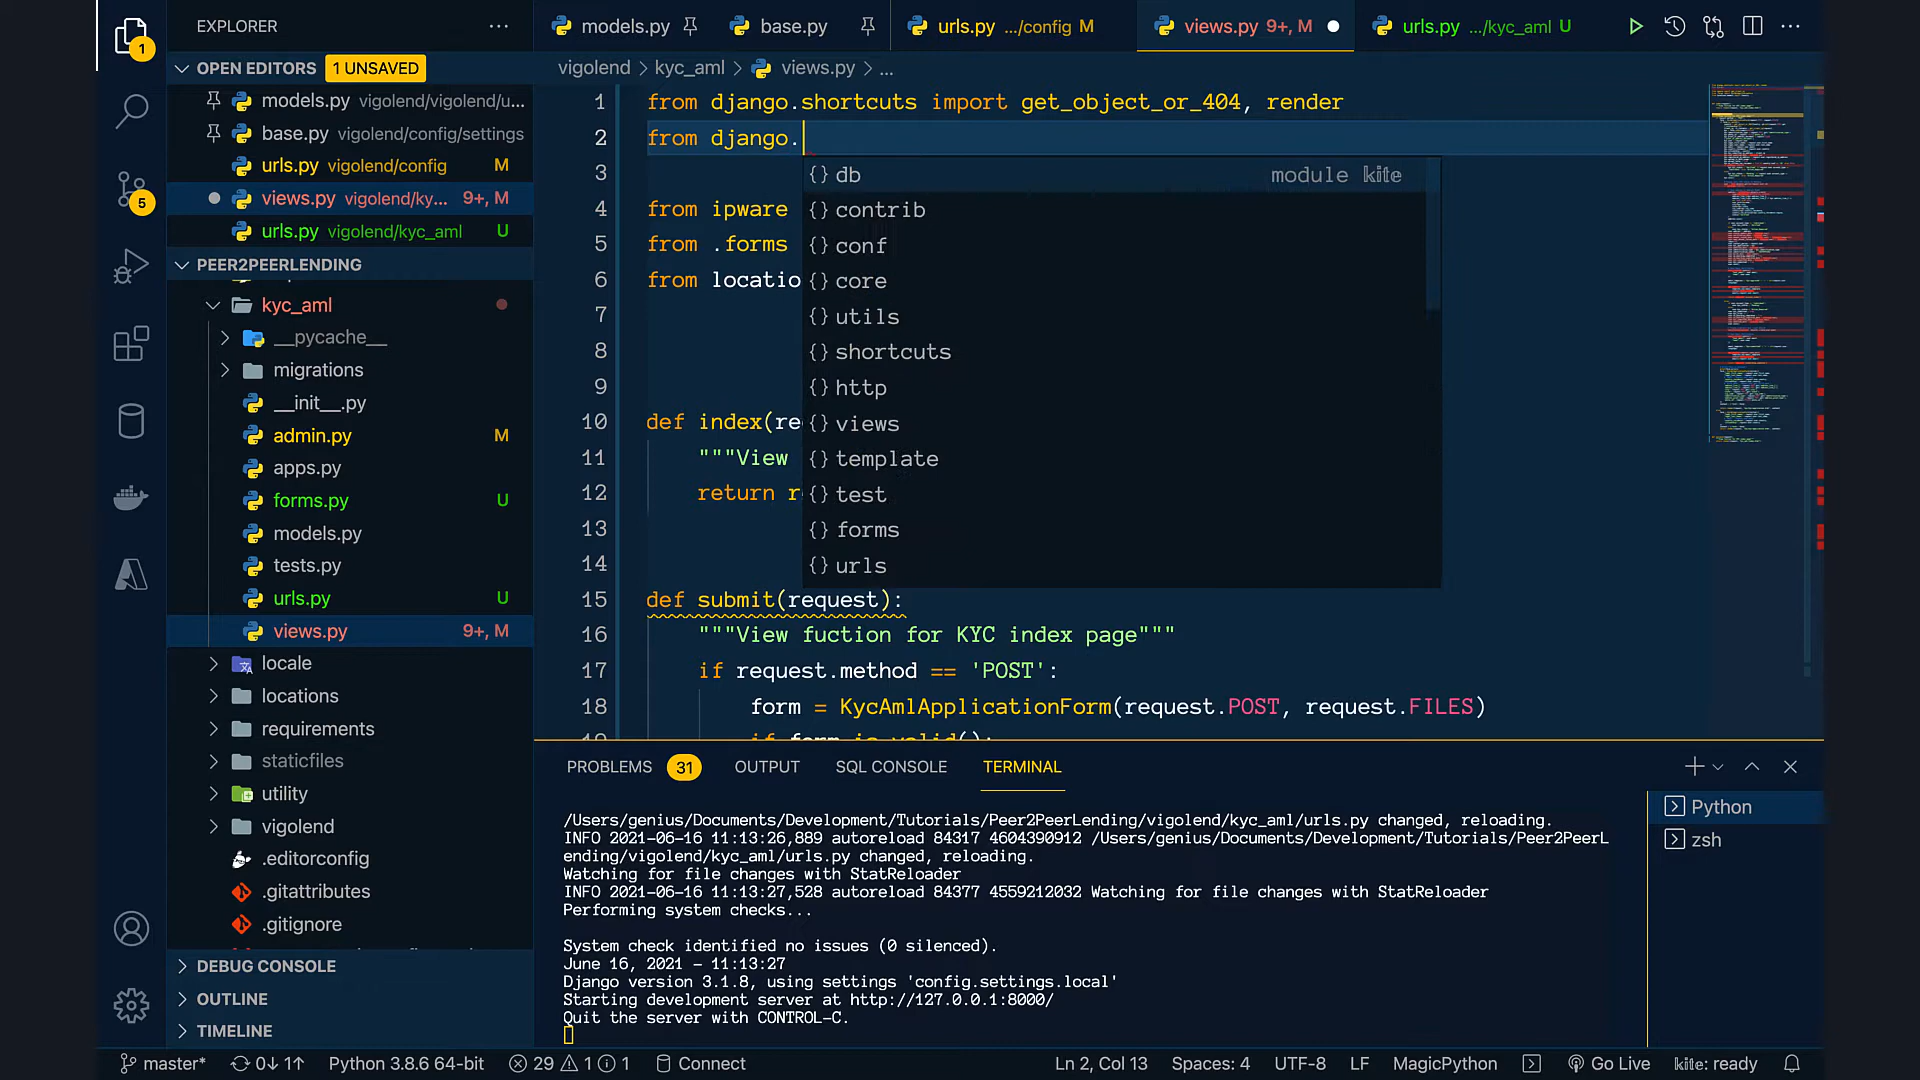 1
5
EXPLORER
OPEN EDITORS 1 UNSAVED
models.py vigolend/vigolend/u...
base.py vigolend/config/settings
urls.py vigolend/config M
views.py vigolend/ky... 9+, M
urls.py vigolend/kyc_aml U
PEER2PEERLENDING
kyc_aml
__pycache__
migrations
__init__.py
admin.py M
apps.py
forms.py U
models.py
tests.py
urls.py U
views.py 9+, M
locale
locations
requirements
staticfiles
utility
vigolend
.editorconfig
.gitattributes
.gitignore
DEBUG CONSOLE
OUTLINE
TIMELINE
models.py base.py urls.py .../config M views.py 9+, M urls.py .../kyc_aml U
vigolend > kyc_aml > views.py > ...
1 from django.shortcuts import get_object_or_404, render
2 from django.
3
4 from ipware
5 from .forms
6 from locatio
7
8
9
10 def index(re
11 """View
12 return r
13
14
15 def submit(request):
16 """View fuction for KYC index page"""
17 if request.method == 'POST':
18 form = KycAmlApplicationForm(request.POST, request.FILES)
19 if form.is_valid():
{} db module kite
{} contrib
{} conf
{} core
{} utils
{} shortcuts
{} http
{} views
{} template
{} test
{} forms
{} urls
PROBLEMS 31 OUTPUT SQL CONSOLE TERMINAL
/Users/genius/Documents/Development/Tutorials/Peer2PeerLending/vigolend/kyc_aml/urls.py changed, reloading.
INFO 2021-06-16 11:13:26,889 autoreload 84317 4604390912 /Users/genius/Documents/Development/Tutorials/Peer2PeerL
ending/vigolend/kyc_aml/urls.py changed, reloading.
Watching for file changes with StatReloader
INFO 2021-06-16 11:13:27,528 autoreload 84377 4559212032 Watching for file changes with StatReloader
Performing system checks...
System check identified no issues (0 silenced).
June 16, 2021 - 11:13:27
Django version 3.1.8, using settings 'config.settings.local'
Starting development server at http://127.0.0.1:8000/
Quit the server with CONTROL-C.
Python
zsh
master* 0↓ 1↑ Python 3.8.6 64-bit 29 1 1 Connect Ln 2, Col 13 Spaces: 4 UTF-8 LF MagicPython Go Live kite: ready